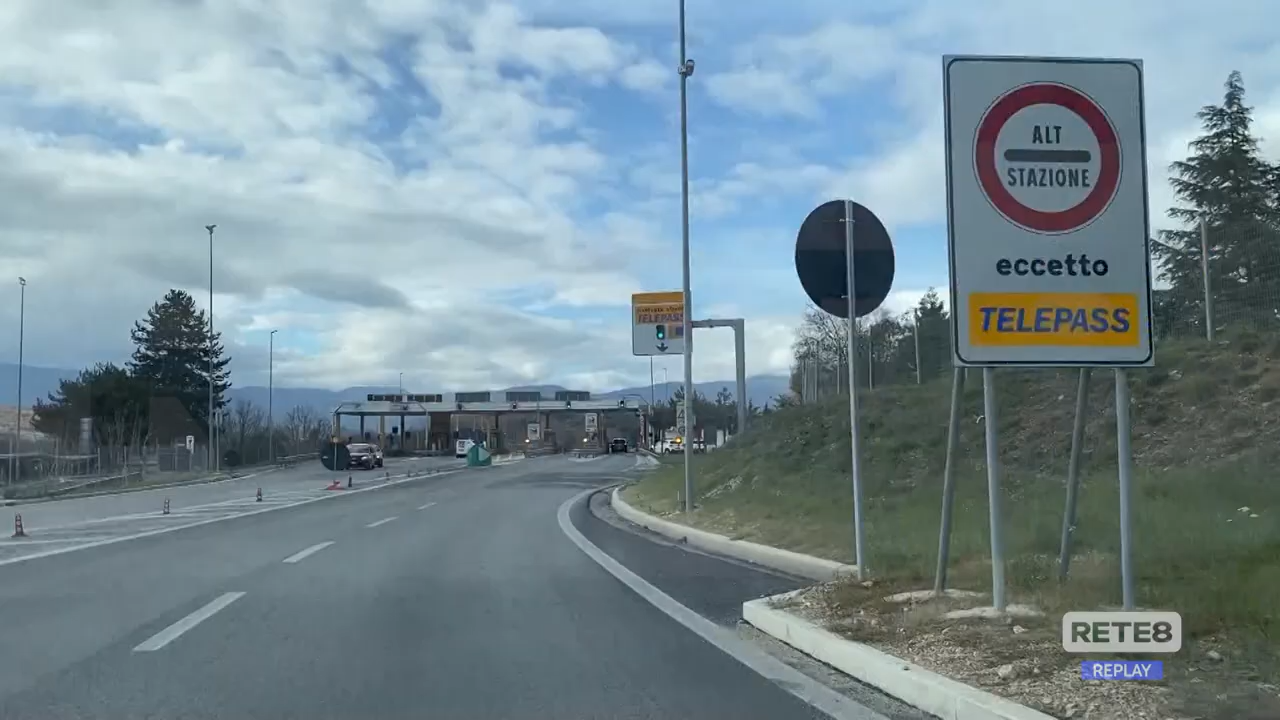 ALT
STAZIONE
eccetto
TELEPASS
TELEPASS
RETE8
REPLAY